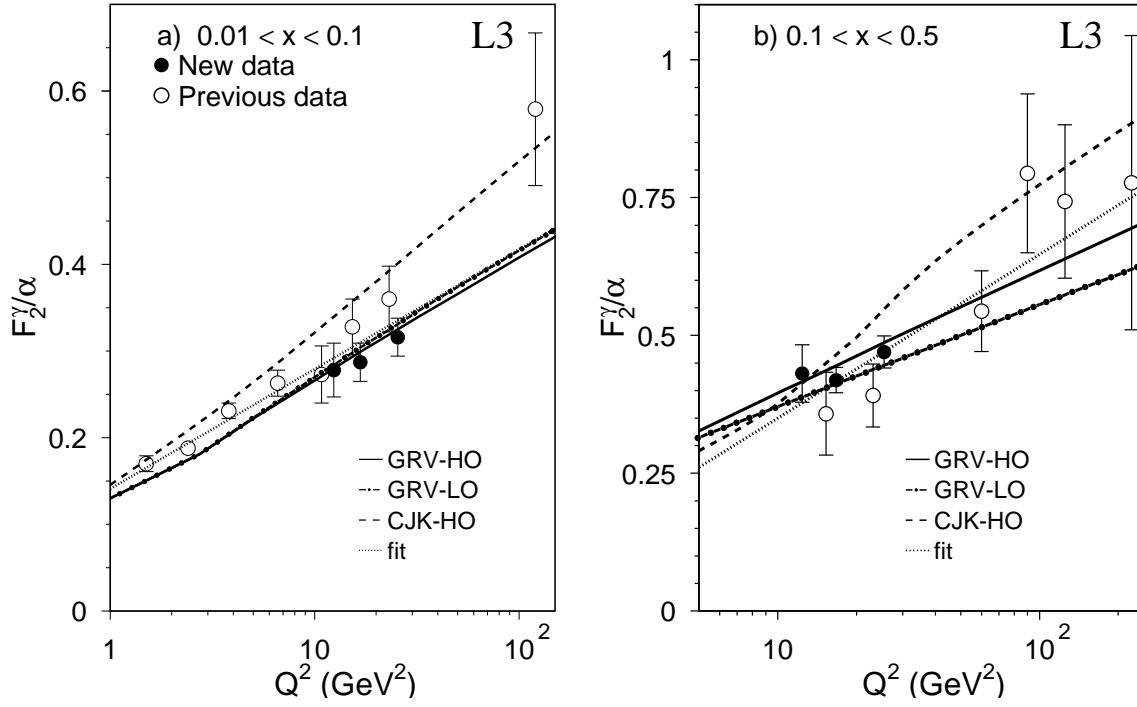 a) 0.01 < x < 0.1 L3
New data
Previous data
0.6
0.4
0.2
0
F₂^γ/α
GRV-HO
GRV-LO
CJK-HO
fit
1 10 10²
Q² (GeV²)
b) 0.1 < x < 0.5 L3
1
0.75
0.5
0.25
0
F₂^γ/α
GRV-HO
GRV-LO
CJK-HO
fit
10 10²
Q² (GeV²)